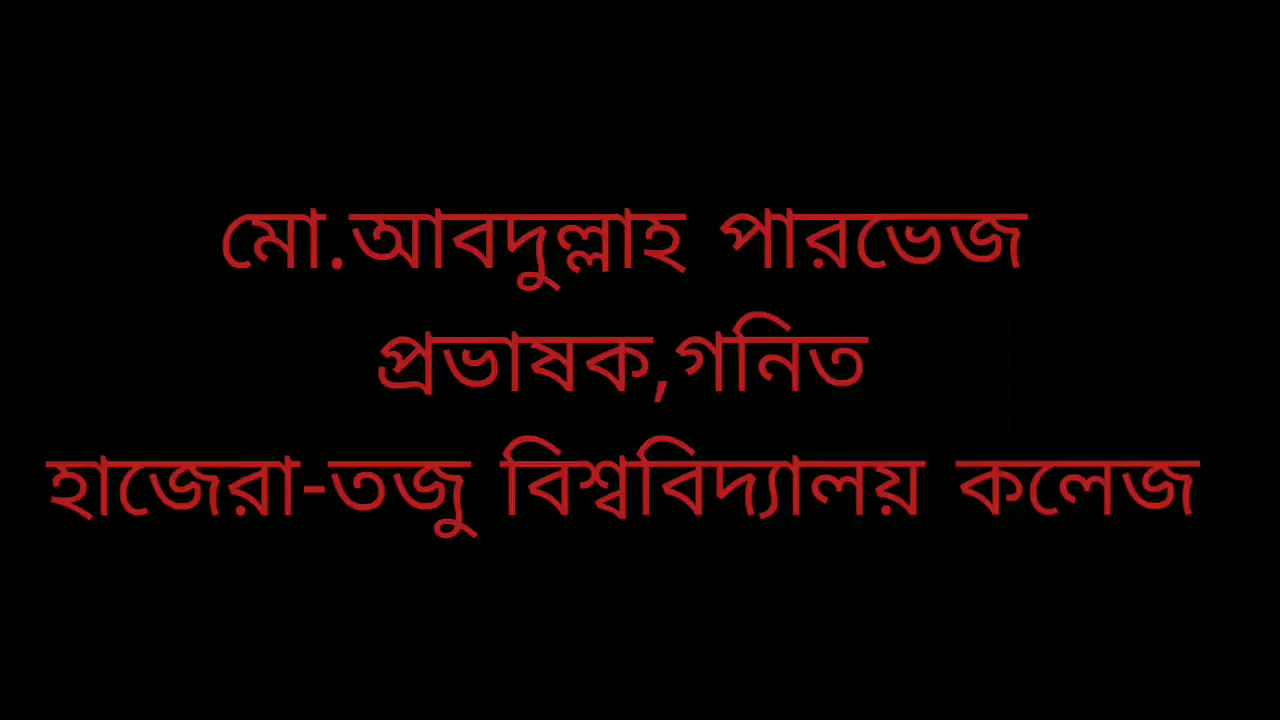 মো.আবদুল্লাহ পারভেজ
প্রভাষক,গনিত
হাজেরা-তজু বিশ্ববিদ্যালয় কলেজ